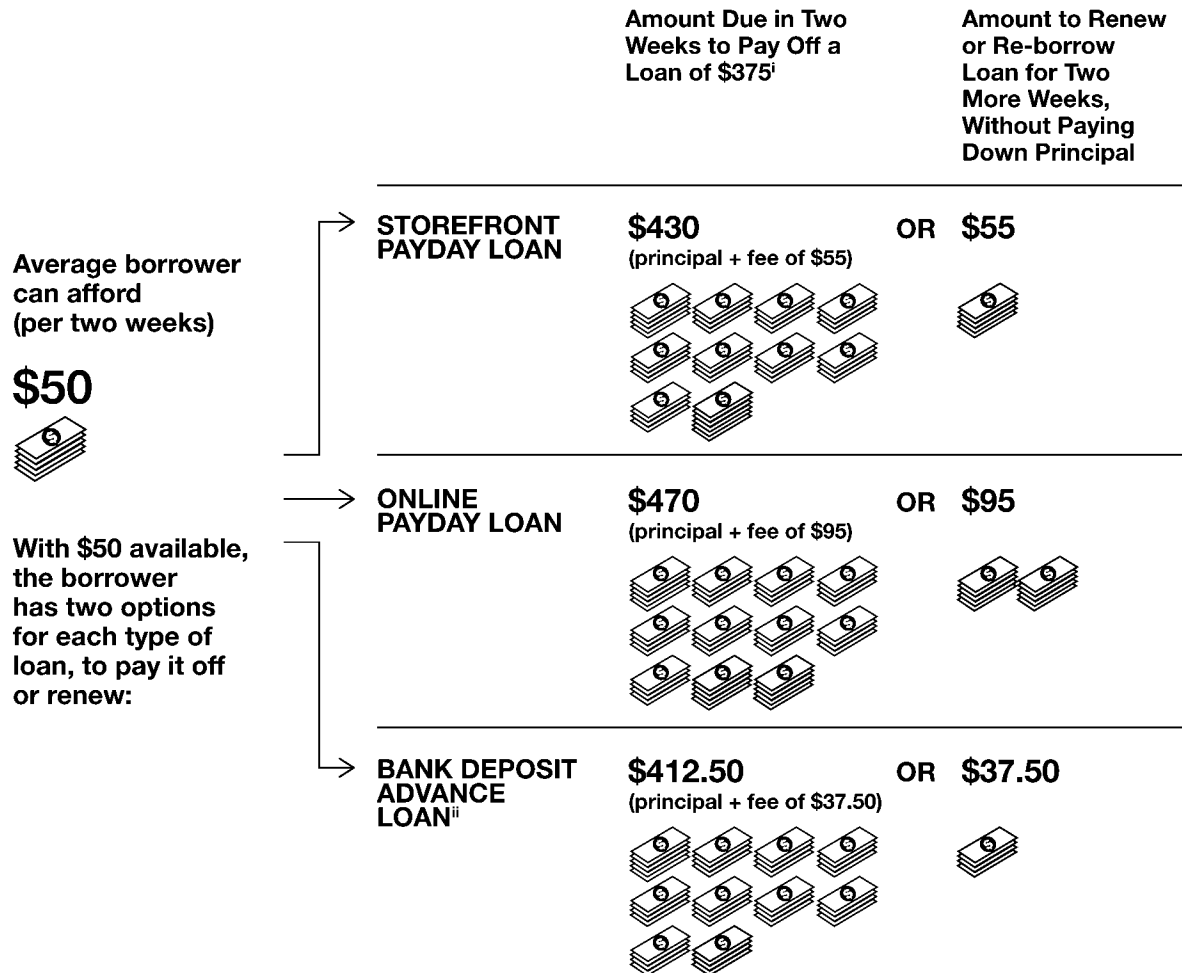 Amount Due in Two
Weeks to Pay Off a
Loan of $375ⁱ
Amount to Renew
or Re-borrow
Loan for Two
More Weeks,
Without Paying
Down Principal
Average borrower
can afford
(per two weeks)
$50
With $50 available,
the borrower
has two options
for each type of
loan, to pay it off
or renew:
STOREFRONT
PAYDAY LOAN
$430
(principal + fee of $55)
OR
$55
ONLINE
PAYDAY LOAN
$470
(principal + fee of $95)
OR
$95
BANK DEPOSIT
ADVANCE
LOANⁱⁱ
$412.50
(principal + fee of $37.50)
OR
$37.50